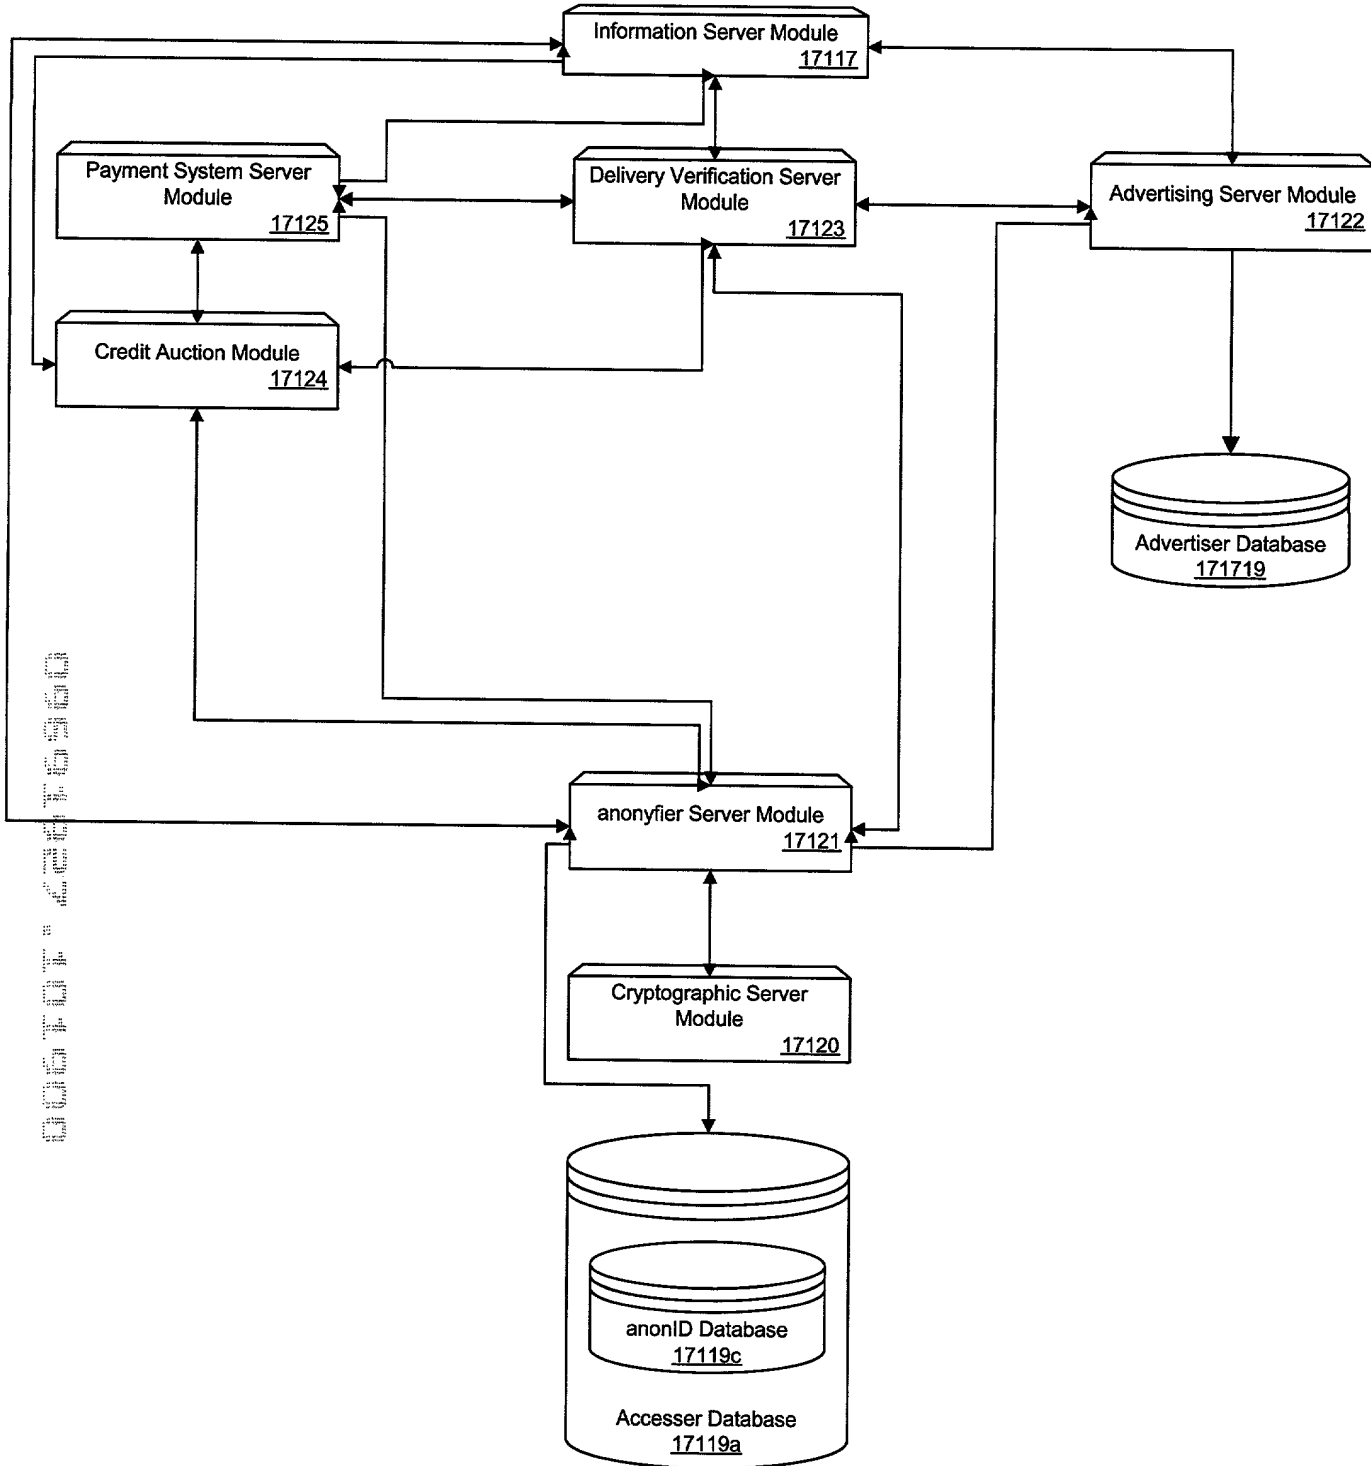 Information Server Module
17117
Payment System Server
Module
17125
Delivery Verification Server
Module
17123
Advertising Server Module
17122
Credit Auction Module
17124
Advertiser Database
171719
anonyfier Server Module
17121
Cryptographic Server
Module
17120
anonID Database
17119c
Accesser Database
17119a